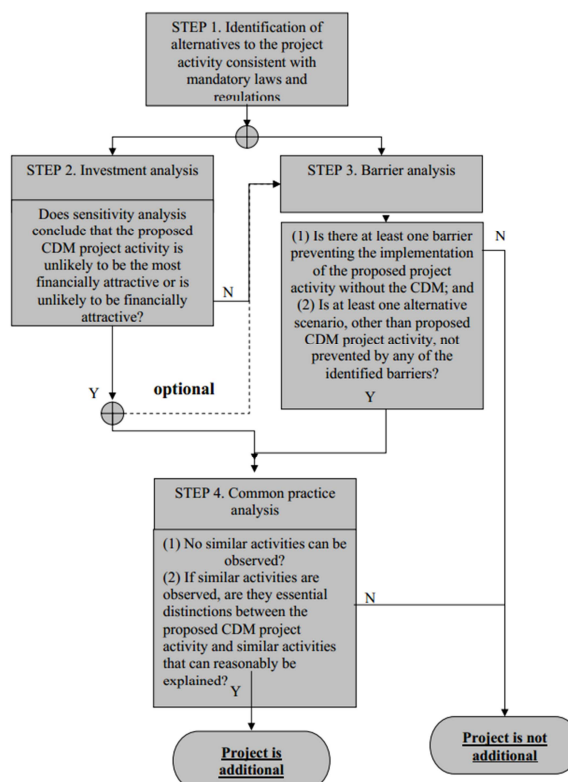 STEP 1. Identification of
alternatives to the project
activity consistent with
mandatory laws and
regulations
STEP 2. Investment analysis
Does sensitivity analysis
conclude that the proposed
CDM project activity is
unlikely to be the most
financially attractive or is
unlikely to be financially
attractive?
N
Y
optional
STEP 3. Barrier analysis
(1) Is there at least one barrier
preventing the implementation
of the proposed project
activity without the CDM; and
(2) Is at least one alternative
scenario, other than proposed
CDM project activity, not
prevented by any of the
identified barriers?
Y
N
STEP 4. Common practice
analysis
(1) No similar activities can be
observed?
(2) If similar activities are
observed, are they essential
distinctions between the
proposed CDM project
activity and similar activities
that can reasonably be
explained?
Y
N
Project is
additional
Project is not
additional